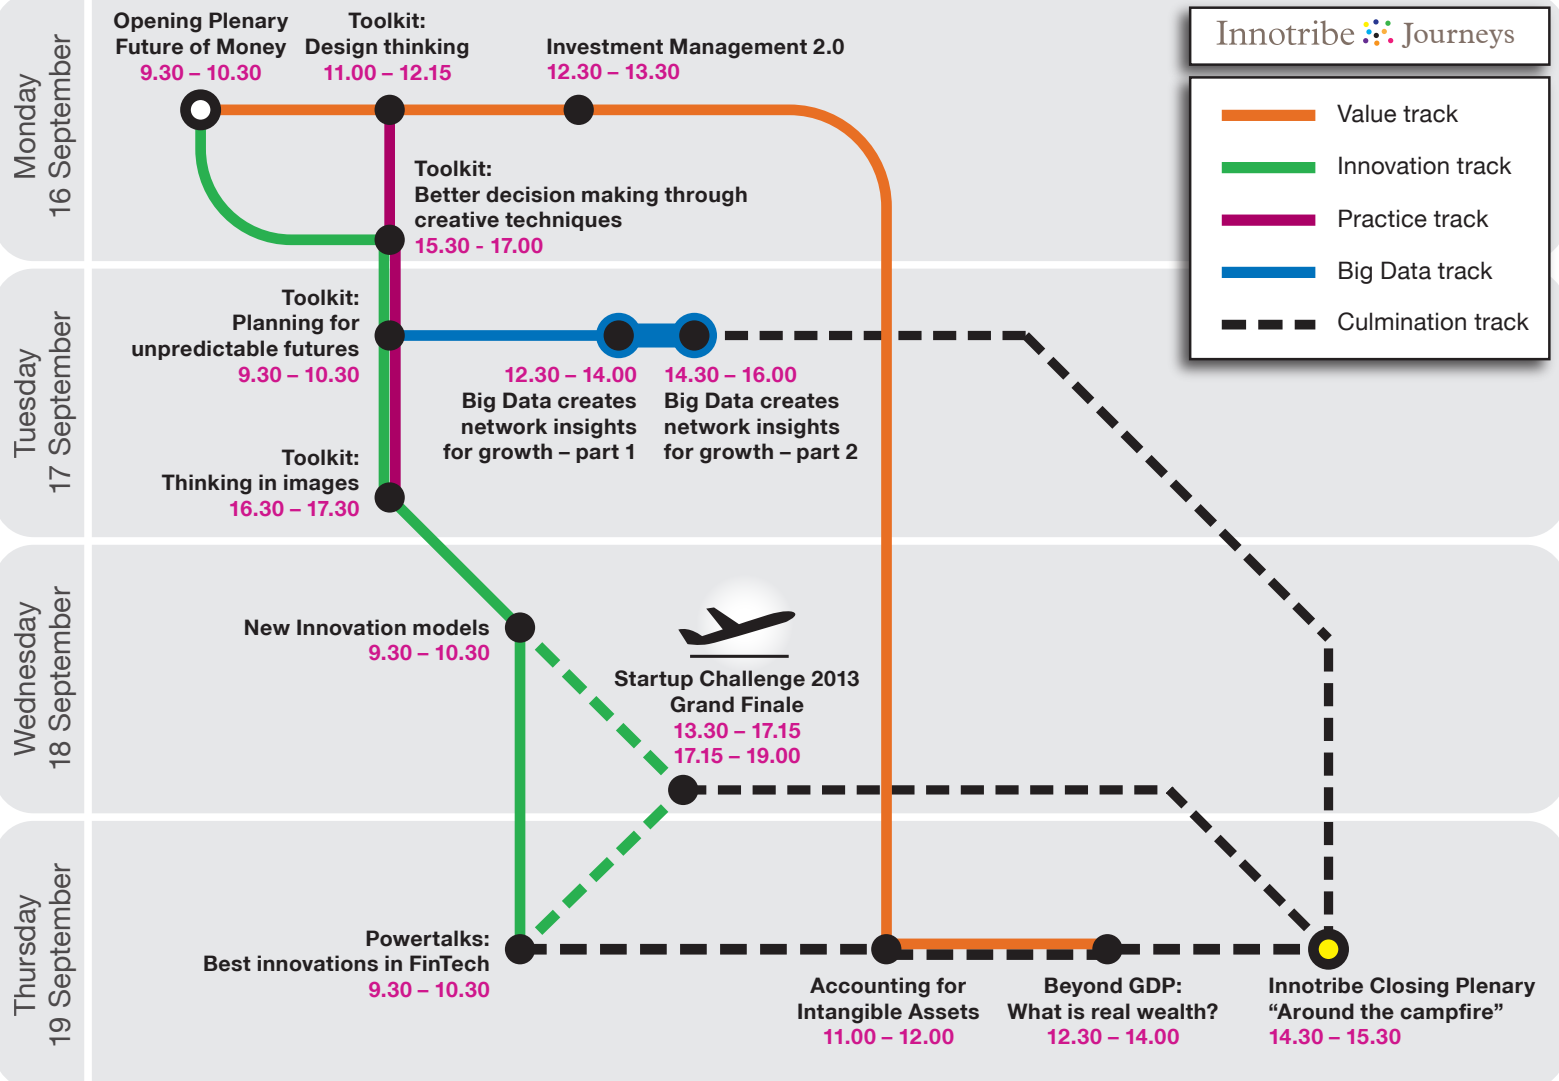 Opening Plenary
Future of Money
9.30 – 10.30
Toolkit:
Design thinking
11.00 – 12.15
Investment Management 2.0
12.30 – 13.30
Innotribe Journeys
Value track
Innovation track
Practice track
Big Data track
Culmination track
Monday
16 September
Toolkit:
Better decision making through
creative techniques
15.30 - 17.00
Tuesday
17 September
Toolkit:
Planning for
unpredictable futures
9.30 – 10.30
12.30 – 14.00
Big Data creates
network insights
for growth – part 1
14.30 – 16.00
Big Data creates
network insights
for growth – part 2
Toolkit:
Thinking in images
16.30 – 17.30
Wednesday
18 September
New Innovation models
9.30 – 10.30
Startup Challenge 2013
Grand Finale
13.30 – 17.15
17.15 – 19.00
Thursday
19 September
Powertalks:
Best innovations in FinTech
9.30 – 10.30
Accounting for
Intangible Assets
11.00 – 12.00
Beyond GDP:
What is real wealth?
12.30 – 14.00
Innotribe Closing Plenary
“Around the campfire”
14.30 – 15.30